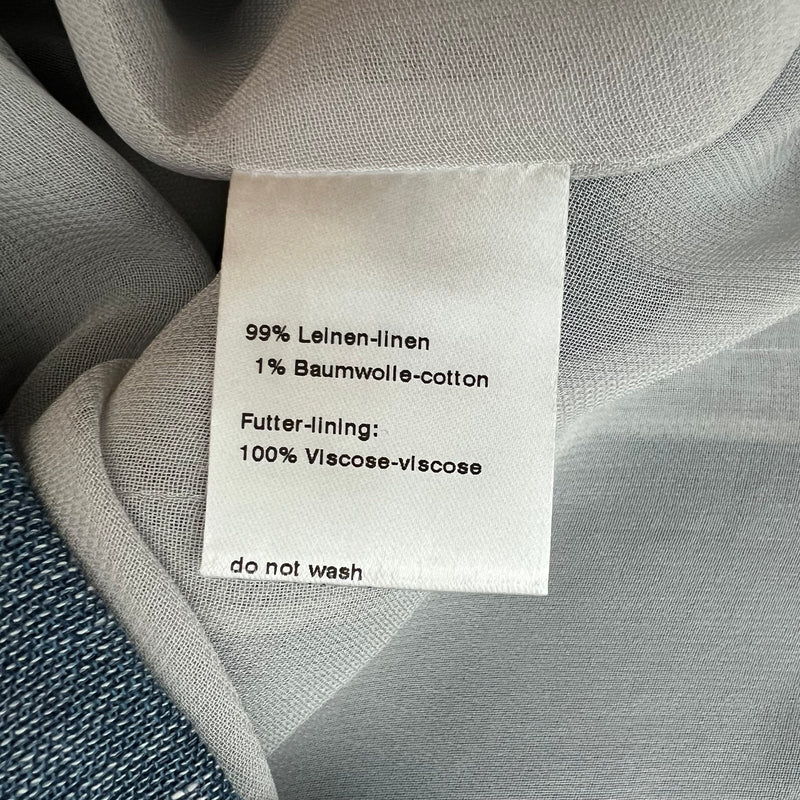 99% Leinen-linen
1% Baumwolle-cotton
Futter-lining:
100% Viscose-viscose
do not wash